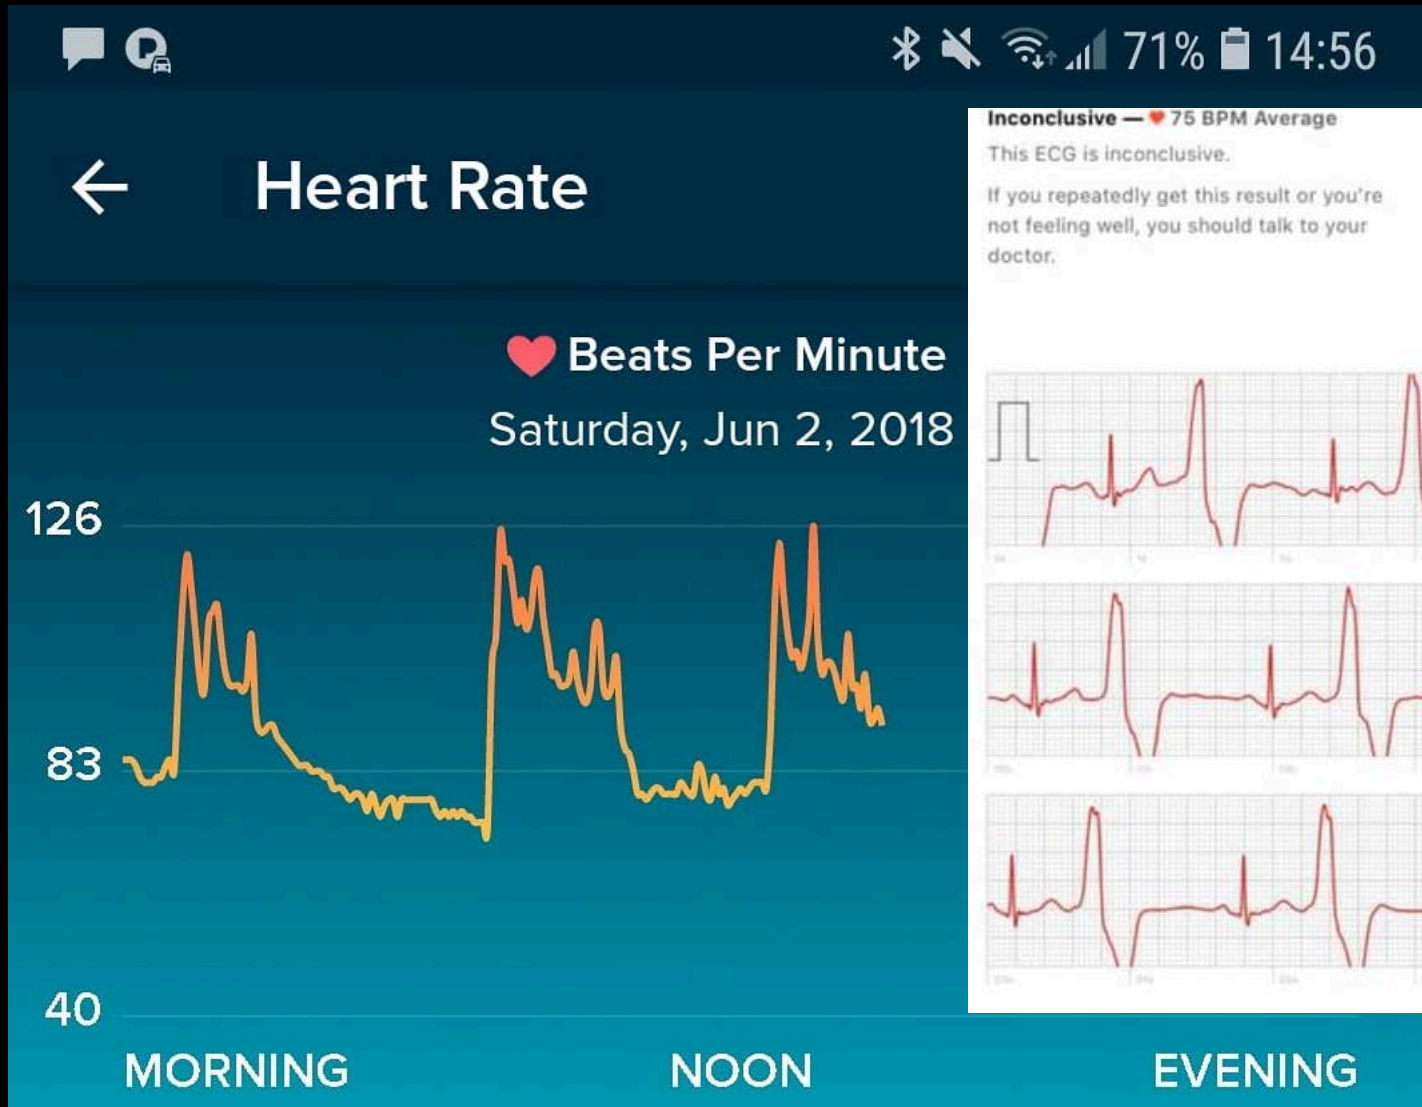 71% 14:56
Heart Rate
Beats Per Minute
Saturday, Jun 2, 2018
126
83
40
MORNING NOON EVENING
Inconclusive — 75 BPM Average
This ECG is inconclusive.
If you repeatedly get this result or you're
not feeling well, you should talk to your
doctor.